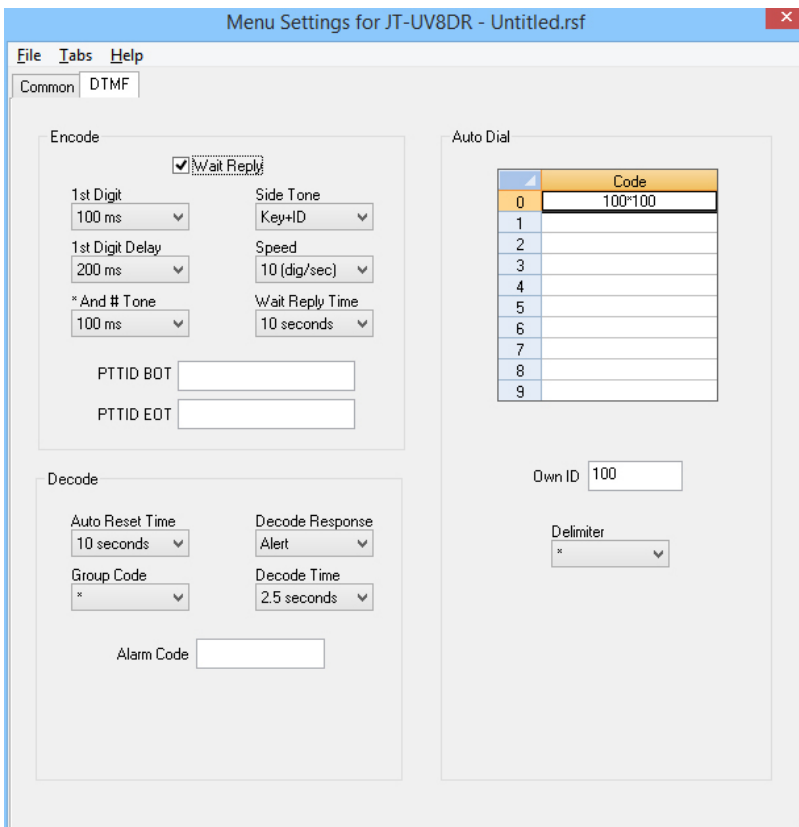 Menu Settings for JT-UV8DR - Untitled.rsf
File Tabs Help
Common DTMF
Encode
Wait Reply
1st Digit
100 ms
Side Tone
Key+ID
1st Digit Delay
200 ms
Speed
10 (dig/sec)
* And # Tone
100 ms
Wait Reply Time
10 seconds
PTTID BOT
PTTID EOT
Decode
Auto Reset Time
10 seconds
Decode Response
Alert
Group Code
*
Decode Time
2.5 seconds
Alarm Code
Auto Dial
Code
0 100*100
1
2
3
4
5
6
7
8
9
Own ID 100
Delimiter
*